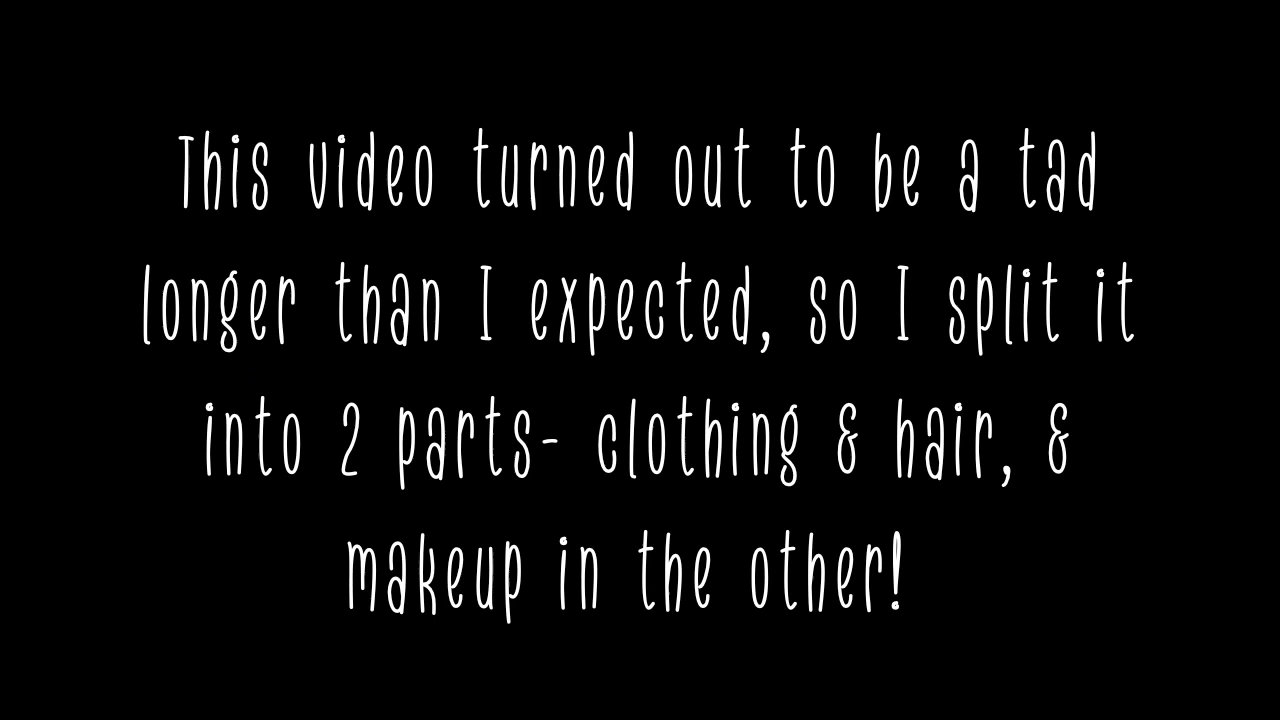 This video turned out to be a tad
longer than I expected, so I split it
into 2 parts- clothing & hair, &
makeup in the other!